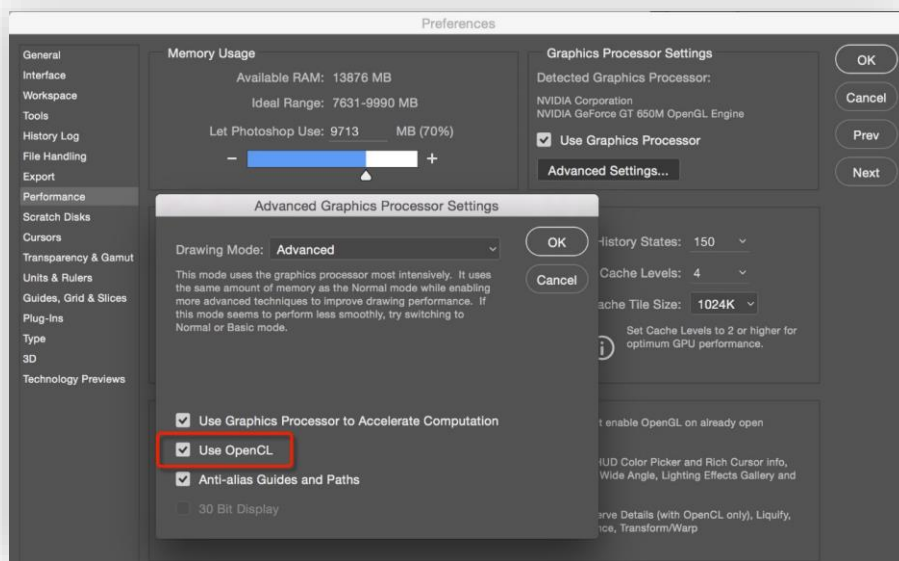 Preferences
General
Interface
Workspace
Tools
History Log
File Handling
Export
Performance
Scratch Disks
Cursors
Transparency & Gamut
Units & Rulers
Guides, Grid & Slices
Plug-Ins
Type
3D
Technology Previews
Memory Usage
Available RAM: 13876 MB
Ideal Range: 7631-9990 MB
Let Photoshop Use: 9713 MB (70%)
− +
Graphics Processor Settings
Detected Graphics Processor:
NVIDIA Corporation
NVIDIA GeForce GT 650M OpenGL Engine
Use Graphics Processor
Advanced Settings...
OK
Cancel
Prev
Next
Advanced Graphics Processor Settings
Drawing Mode: Advanced
This mode uses the graphics processor most intensively. It uses
the same amount of memory as the Normal mode while enabling
more advanced techniques to improve drawing performance. If
this mode seems to perform less smoothly, try switching to
Normal or Basic mode.
OK
Cancel
Use Graphics Processor to Accelerate Computation
Use OpenCL
Anti-alias Guides and Paths
30 Bit Display
History States: 150
Cache Levels: 4
ache Tile Size: 1024K
Set Cache Levels to 2 or higher for
optimum GPU performance.
t enable OpenGL on already open
HUD Color Picker and Rich Cursor info,
Wide Angle, Lighting Effects Gallery and
erve Details (with OpenCL only), Liquify,
nce, Transform/Warp